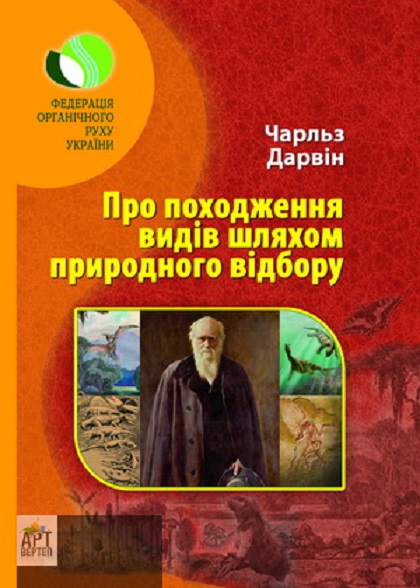 ФЕДЕРАЦІЯ
ОРГАНІЧНОГО
РУХУ
УКРАЇНИ
Чарльз
Дарвін
Про походження
видів шляхом
природного відбору
АРТ
ВЕРТЕП